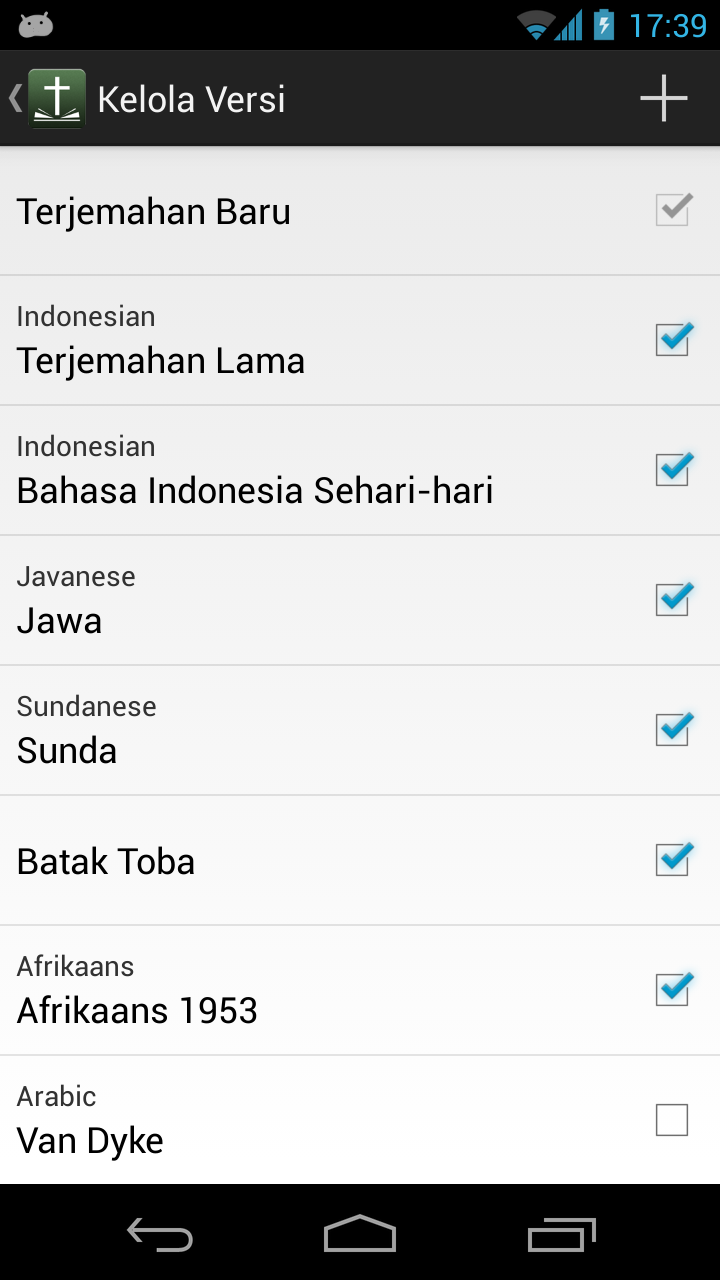 17:39
Kelola Versi
Terjemahan Baru
Indonesian
Terjemahan Lama
Indonesian
Bahasa Indonesia Sehari-hari
Javanese
Jawa
Sundanese
Sunda
Batak Toba
Afrikaans
Afrikaans 1953
Arabic
Van Dyke